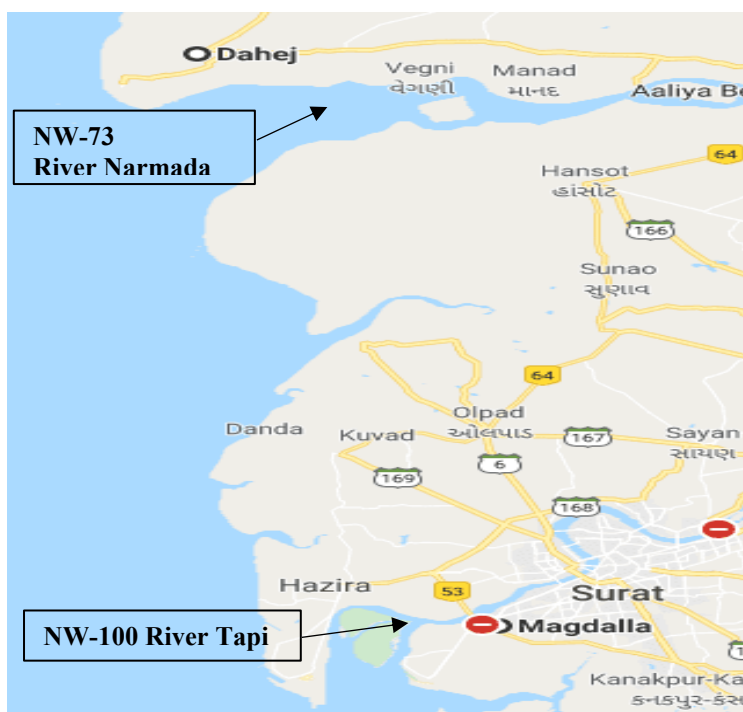 Dahej
Vegni
વેગણી
Manad
માનદ
Aaliya Be
NW-73
River Narmada
64
Hansot
હાંસોટ
166
Sunao
સુણાવ
64
Olpad
ઓલપાડ
Danda
Kuvad
167
Sayan
સાયણ
6
169
168
Hazira
53
Surat
NW-100 River Tapi
Magdalla
Kanakpur-Ka
કનકપુર-કંસ